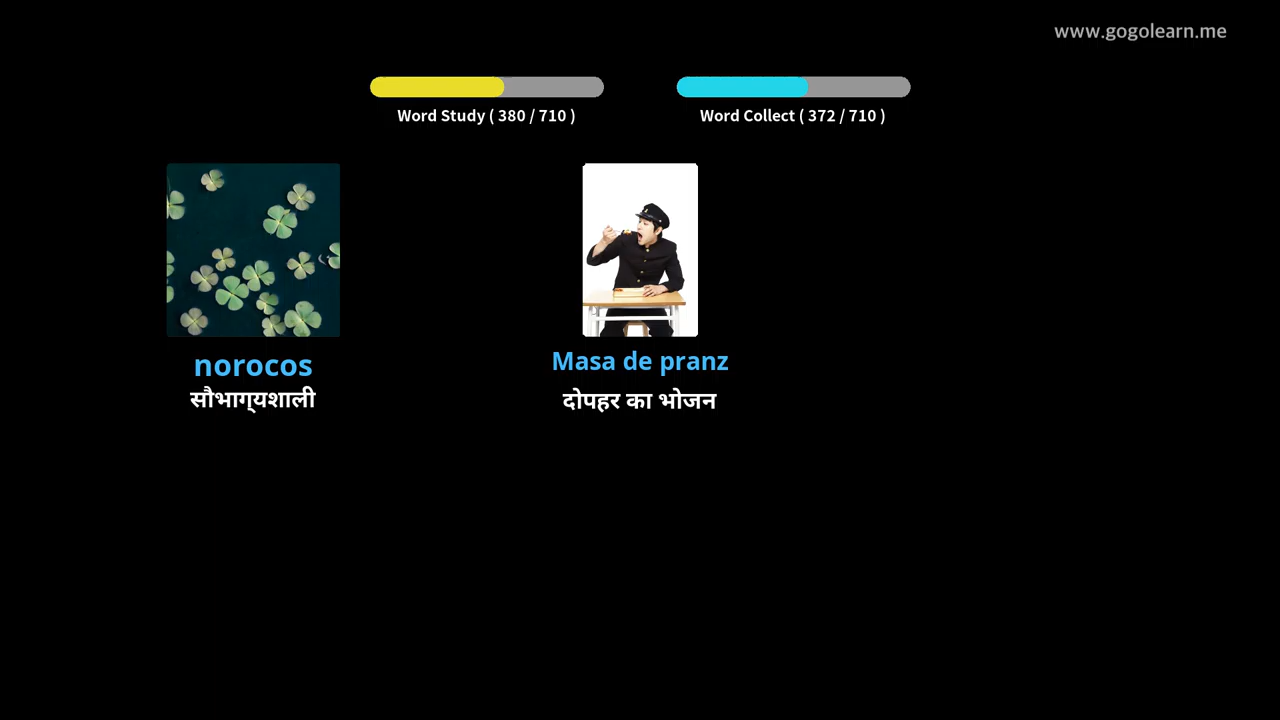 www.gogolearn.me
Word Study ( 380 / 710 )
Word Collect ( 372 / 710 )
norocos
सौभाग्यशाली
Masa de pranz
दोपहर का भोजन